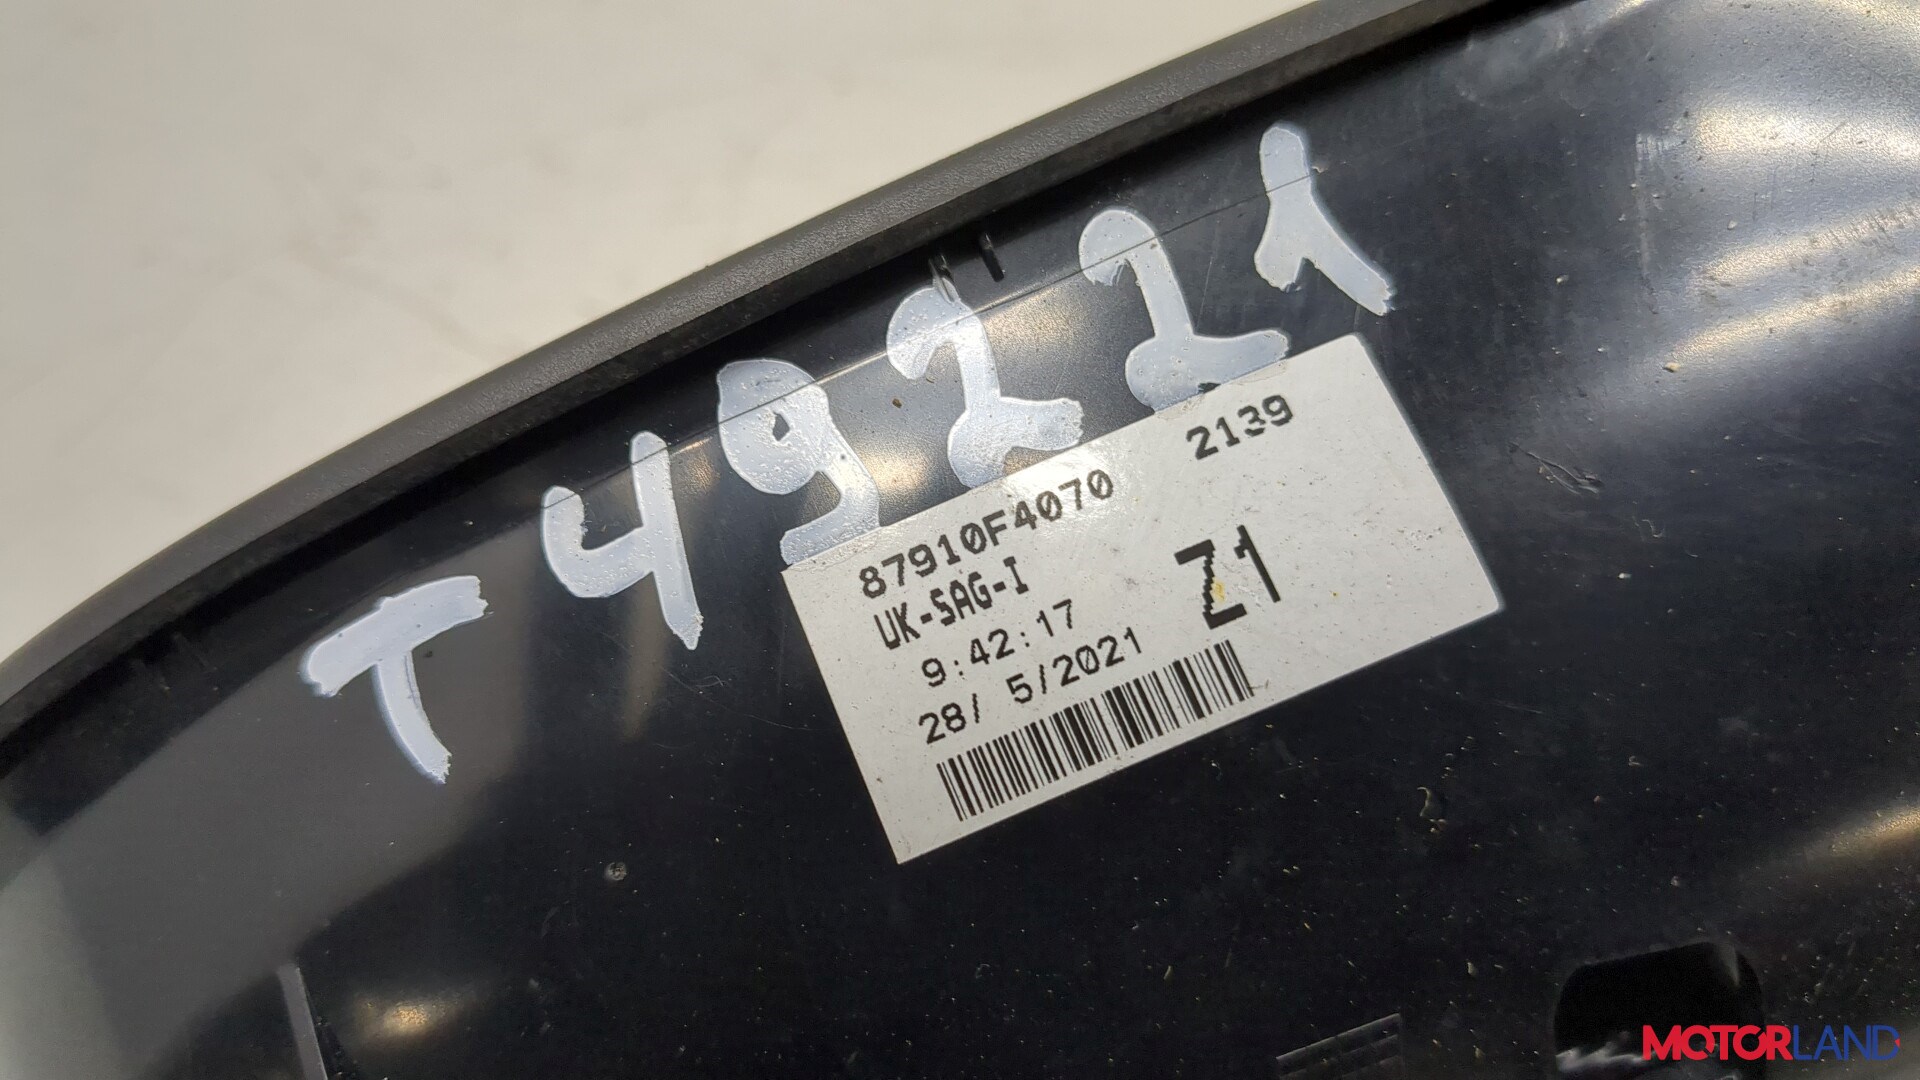 T49221
87910F4070 2139
UK-SAG-I
9:42:17 Z1
28/ 5/2021
MOTORLAND